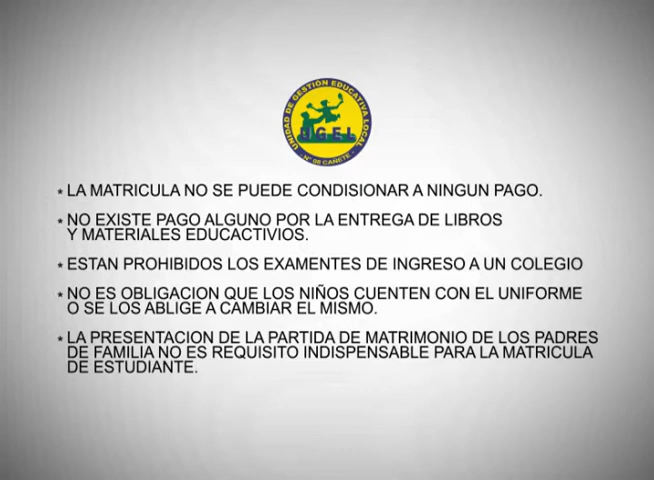 UNIDAD DE GESTIÓN EDUCATIVA LOCAL
UGEL
Nº 08 CAÑETE
* LA MATRICULA NO SE PUEDE CONDISIONAR A NINGUN PAGO.
* NO EXISTE PAGO ALGUNO POR LA ENTREGA DE LIBROS
Y MATERIALES EDUCACTIVIOS.
* ESTAN PROHIBIDOS LOS EXAMENTES DE INGRESO A UN COLEGIO
* NO ES OBLIGACION QUE LOS NIÑOS CUENTEN CON EL UNIFORME
O SE LOS ABLIGE A CAMBIAR EL MISMO.
* LA PRESENTACION DE LA PARTIDA DE MATRIMONIO DE LOS PADRES
DE FAMILIA NO ES REQUISITO INDISPENSABLE PARA LA MATRICULA
DE ESTUDIANTE.